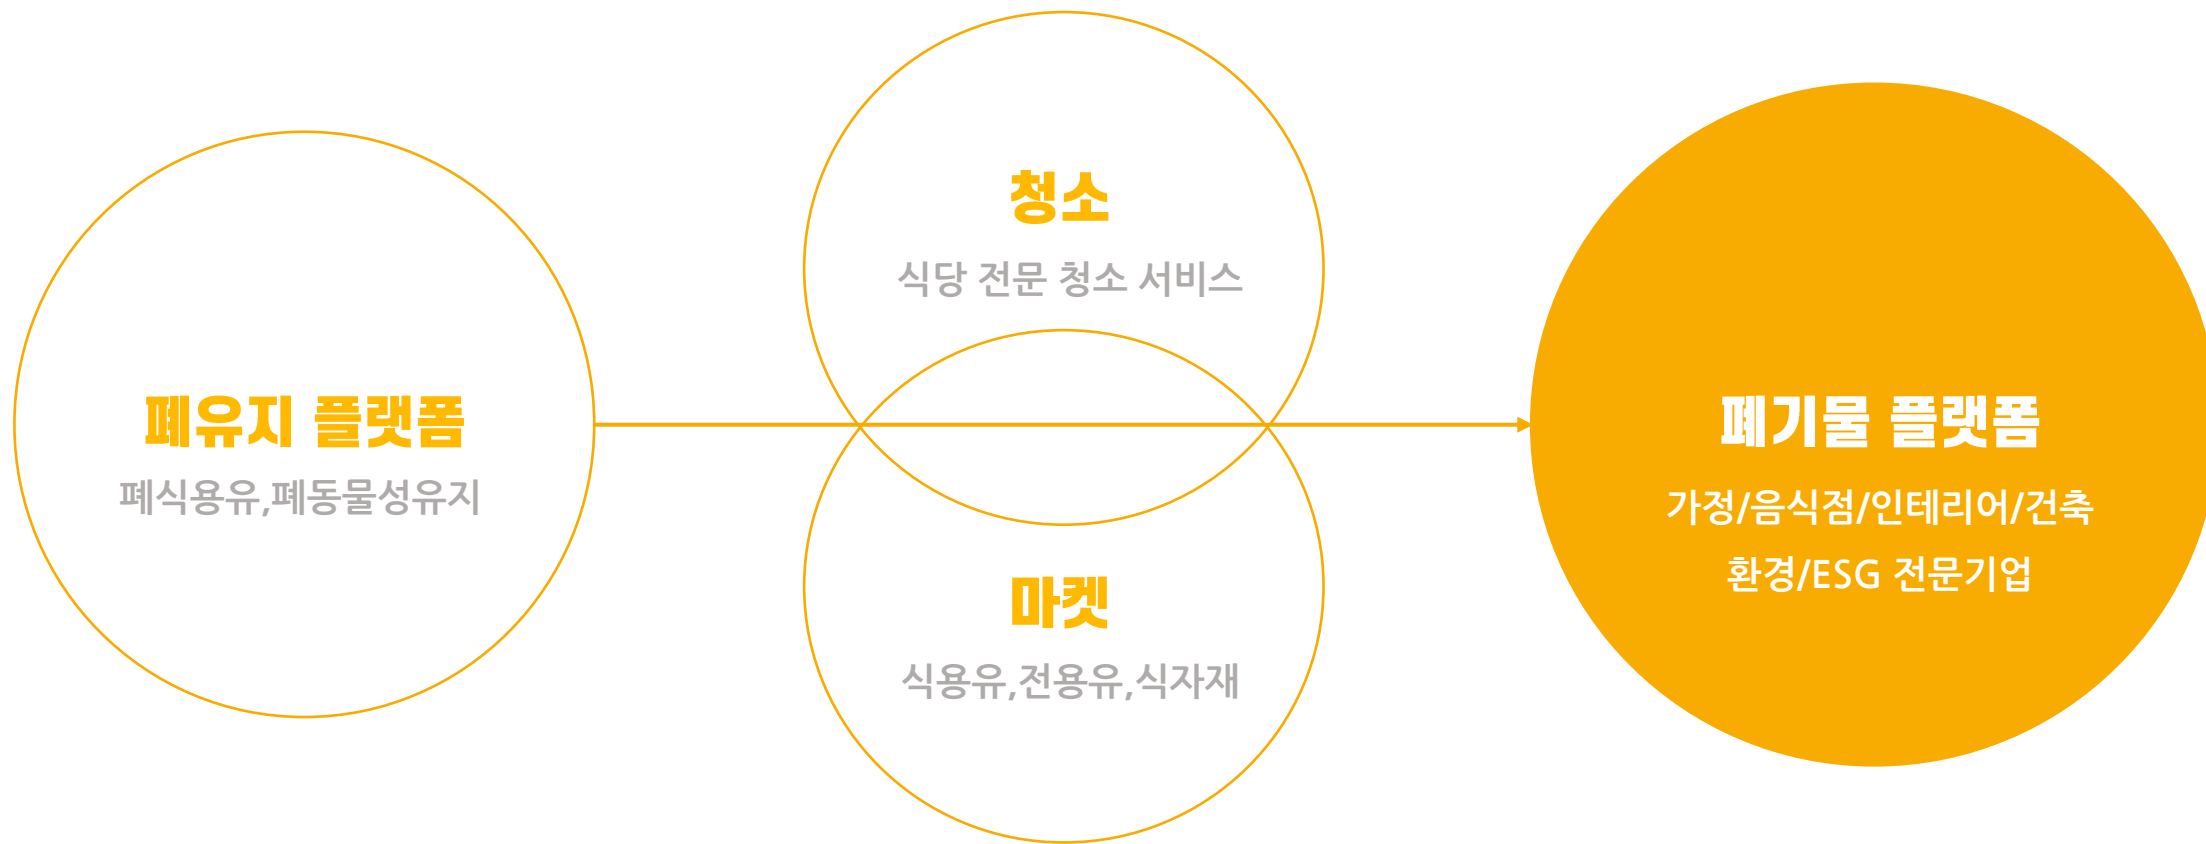 폐유지 플랫폼
폐식용유,폐동물성유지
청소
식당 전문 청소 서비스
마켓
식용유,전용유,식자재
폐기물 플랫폼
가정/음식점/인테리어/건축
환경/ESG 전문기업